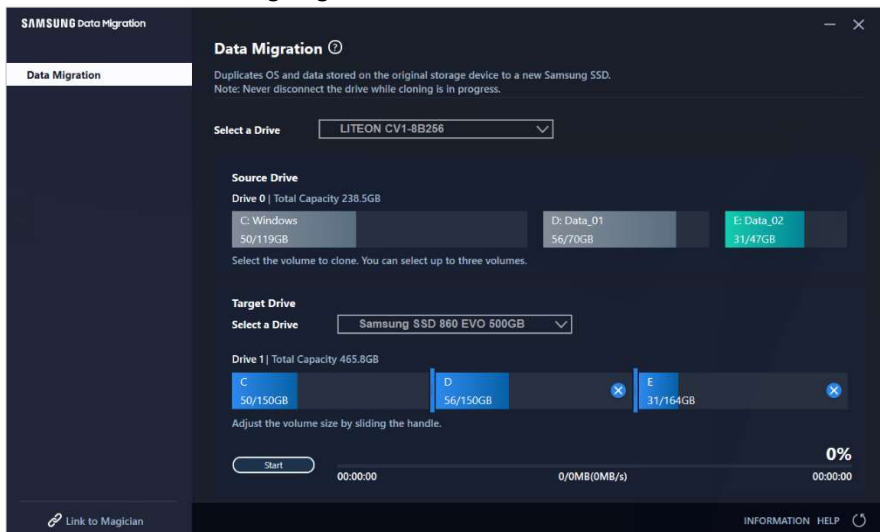 SAMSUNG Data Migration
Data Migration
Data Migration ?
Duplicates OS and data stored on the original storage device to a new Samsung SSD.
Note: Never disconnect the drive while cloning is in progress.
Select a Drive LITEON CV1-8B256
Source Drive
Drive 0 | Total Capacity 238.5GB
C: Windows D: Data_01 E: Data_02
50/119GB 56/70GB 31/47GB
Select the volume to clone. You can select up to three volumes.
Target Drive
Select a Drive Samsung SSD 860 EVO 500GB
Drive 1 | Total Capacity 465.8GB
C D E
50/150GB 56/150GB 31/164GB
Adjust the volume size by sliding the handle.
0%
Start
00:00:00 0/0MB(0MB/s) 00:00:00
Link to Magician INFORMATION HELP